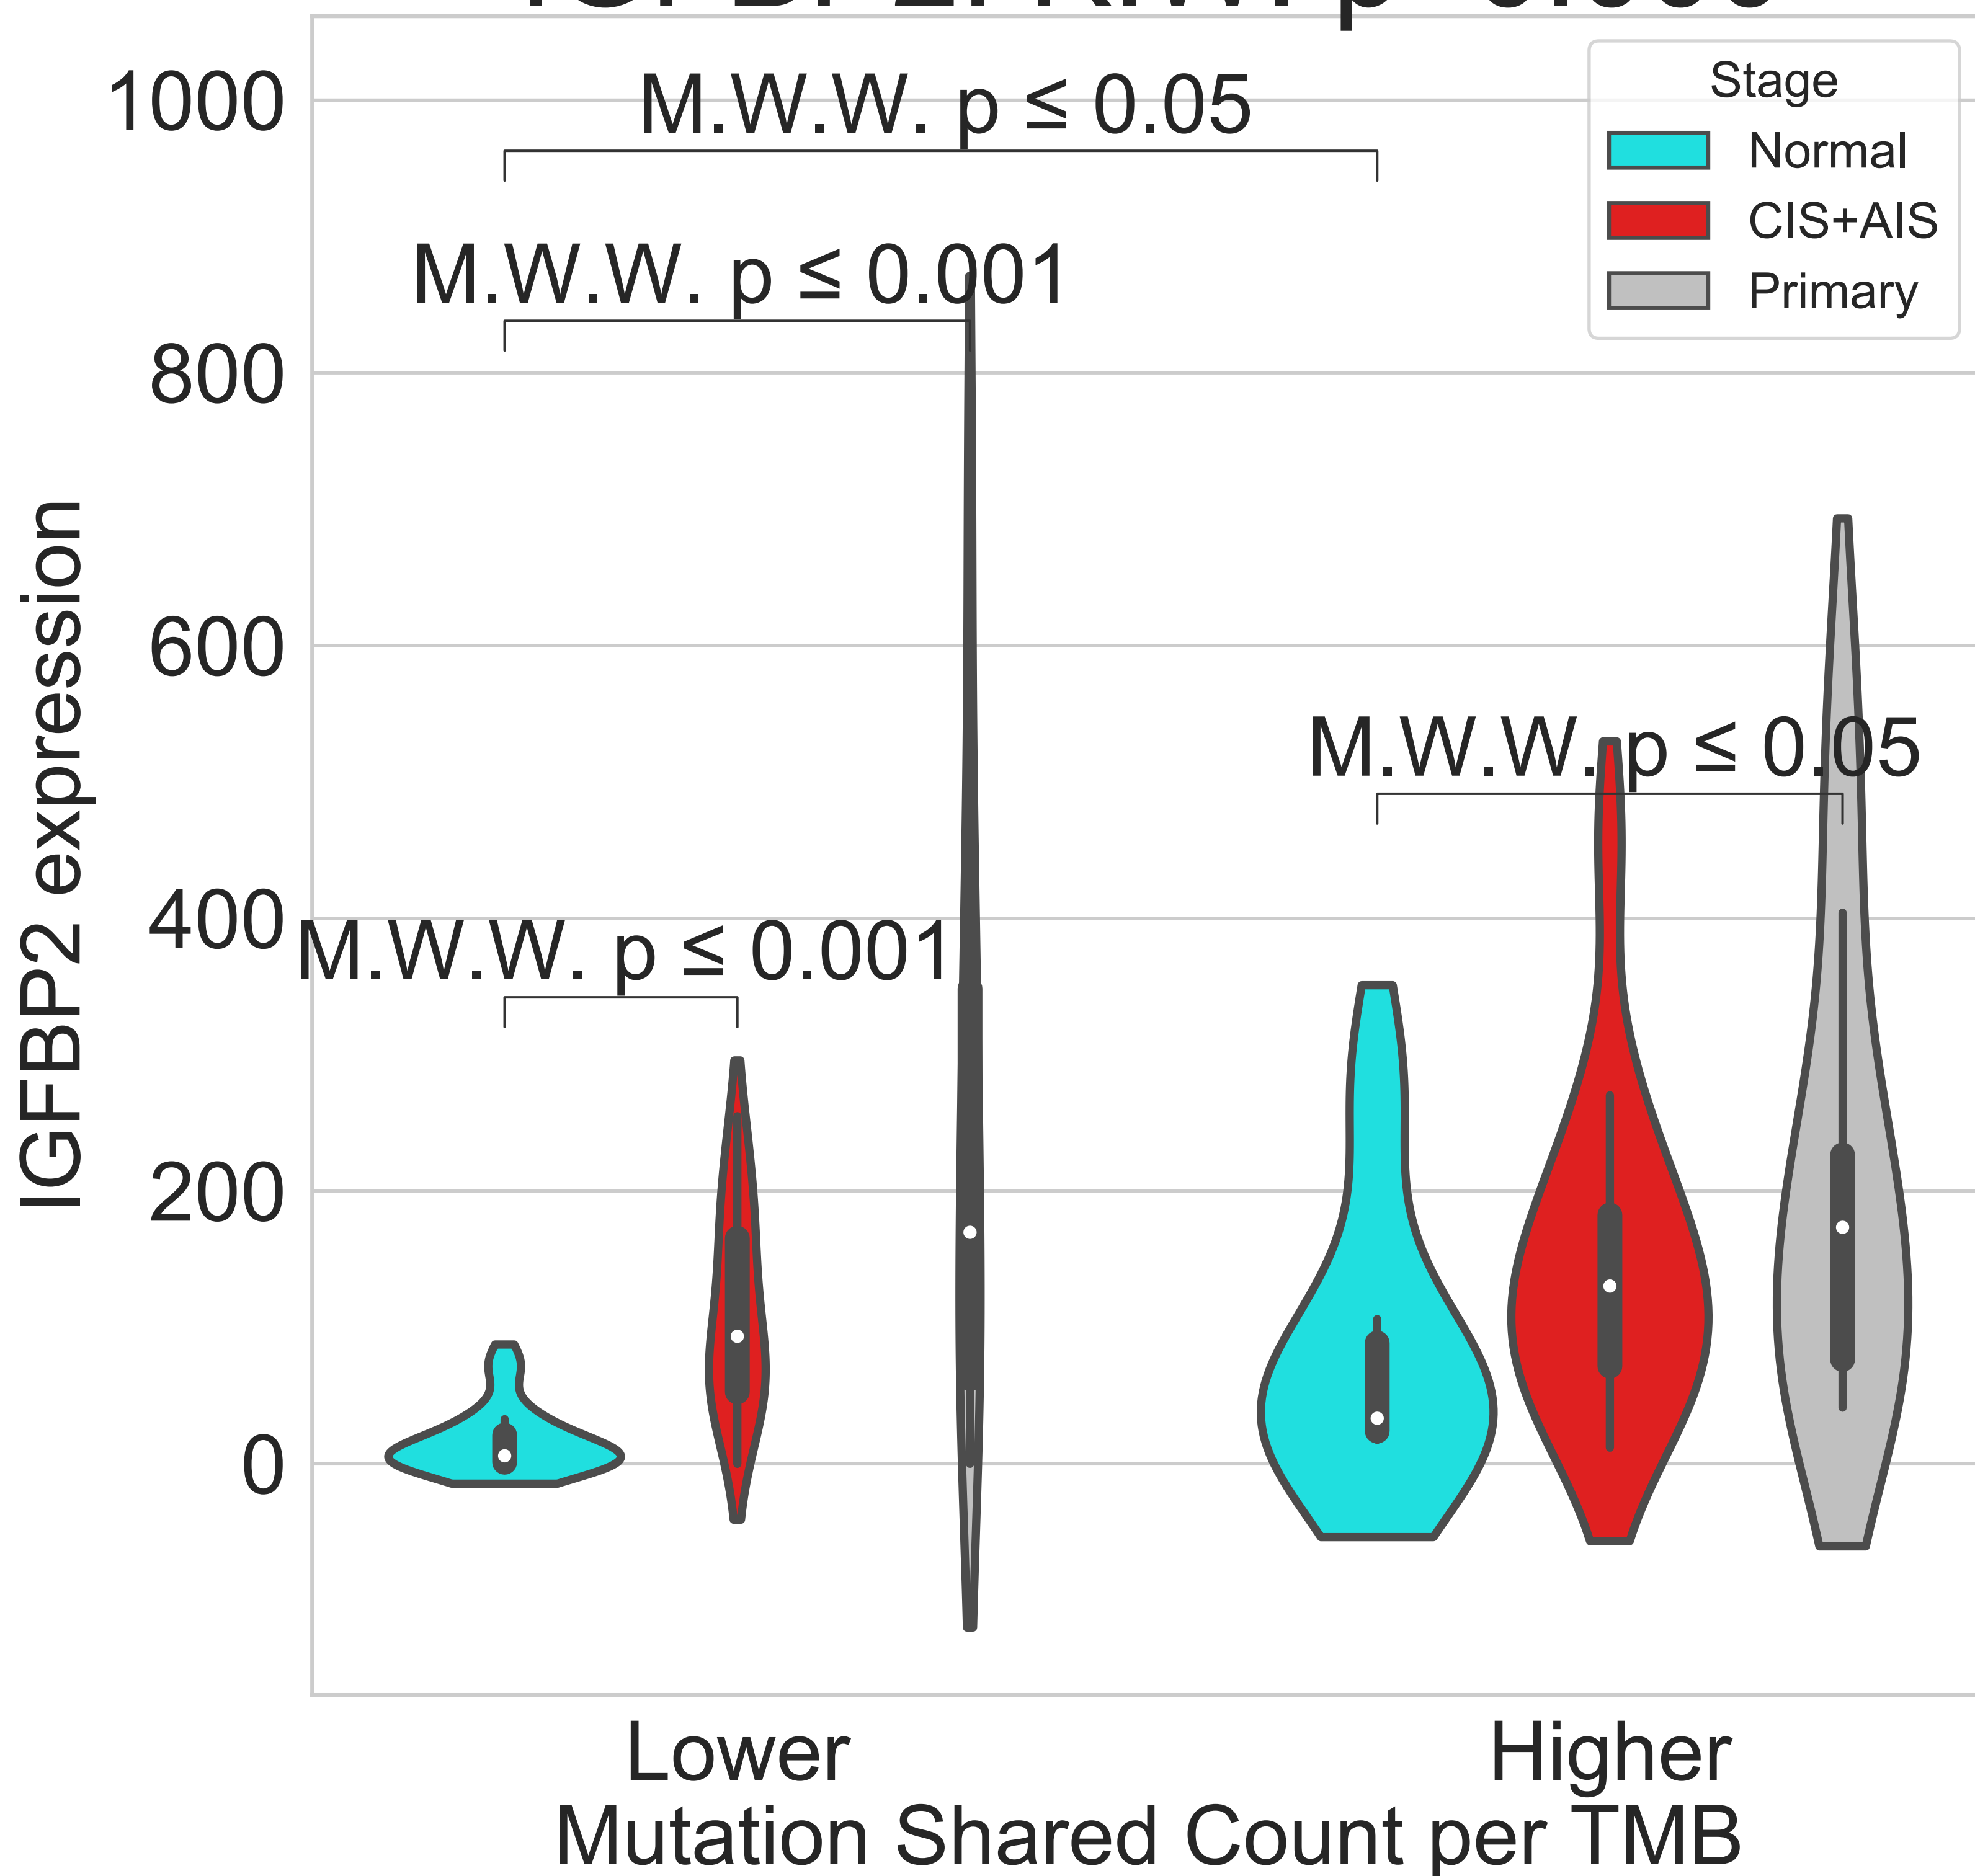 1000
800
600
400
200
0
IGFBP2 expression
M.W.W. p ≤ 0.05
M.W.W. p ≤ 0.001
M.W.W. p ≤ 0.001
M.W.W. p ≤ 0.05
Stage
Normal
CIS+AIS
Primary
Lower
Higher
Mutation Shared Count per TMB